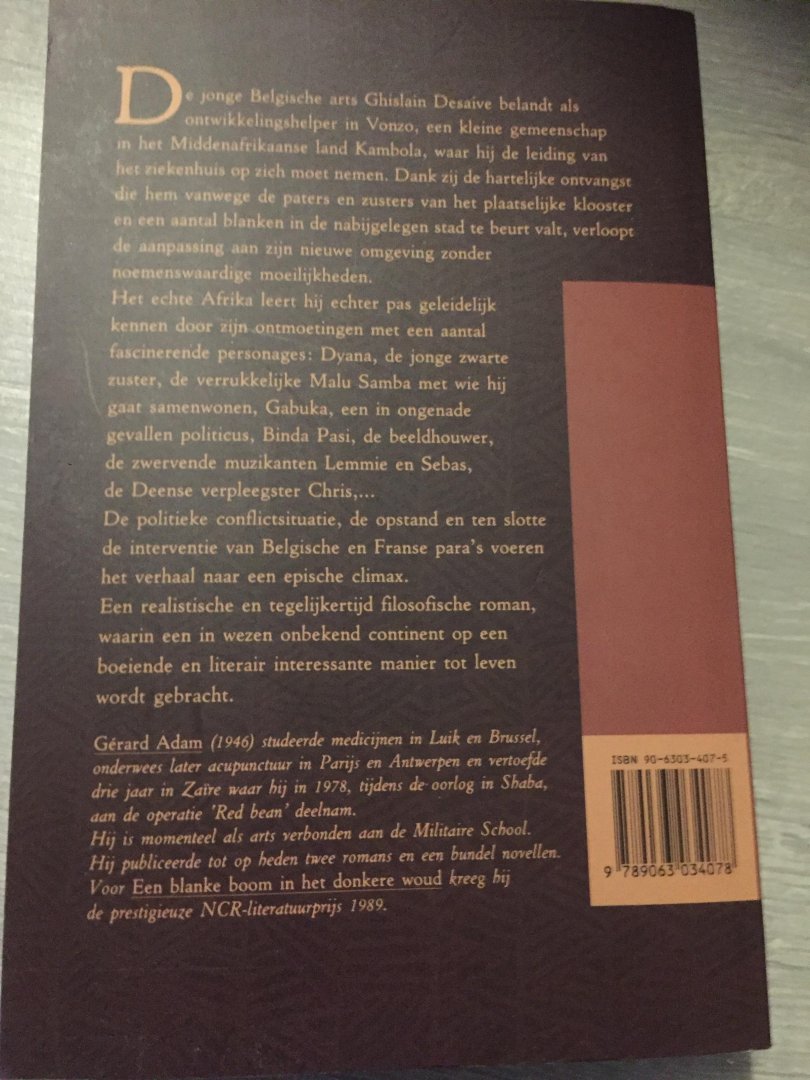 De jonge Belgische arts Ghislain Desaive belandt als
ontwikkelingshelper in Vonzo, een kleine gemeenschap
in het Middenafrikaanse land Kambola, waar hij de leiding van
het ziekenhuis op zich moet nemen. Dank zij de hartelijke ontvangst
die hem vanwege de paters en zusters van het plaatselijke klooster
en een aantal blanken in de nabijgelegen stad te beurt valt, verloopt
de aanpassing aan zijn nieuwe omgeving zonder
noemenswaardige moeilijkheden.
Het echte Afrika leert hij echter pas geleidelijk
kennen door zijn ontmoetingen met een aantal
fascinerende personages: Dyana, de jonge zwarte
zuster, de verrukkelijke Malu Samba met wie hij
gaat samenwonen, Gabuka, een in ongenade
gevallen politicus, Binda Pasi, de beeldhouwer,
de zwervende muzikanten Lemmie en Sebas,
de Deense verpleegster Chris,...
De politieke conflictsituatie, de opstand en ten slotte
de interventie van Belgische en Franse para's voeren
het verhaal naar een epische climax.
Een realistische en tegelijkertijd filosofische roman,
waarin een in wezen onbekend continent op een
boeiende en literair interessante manier tot leven
wordt gebracht.
Gérard Adam (1946) studeerde medicijnen in Luik en Brussel,
onderwees later acupunctuur in Parijs en Antwerpen en vertoefde
drie jaar in Zaïre waar hij in 1978, tijdens de oorlog in Shaba,
aan de operatie 'Red bean' deelnam.
Hij is momenteel als arts verbonden aan de Militaire School.
Hij publiceerde tot op heden twee romans en een bundel novellen.
Voor Een blanke boom in het donkere woud kreeg hij
de prestigieuze NCR-literatuurprijs 1989.
ISBN 90-6303-407-5
9 789063 034078